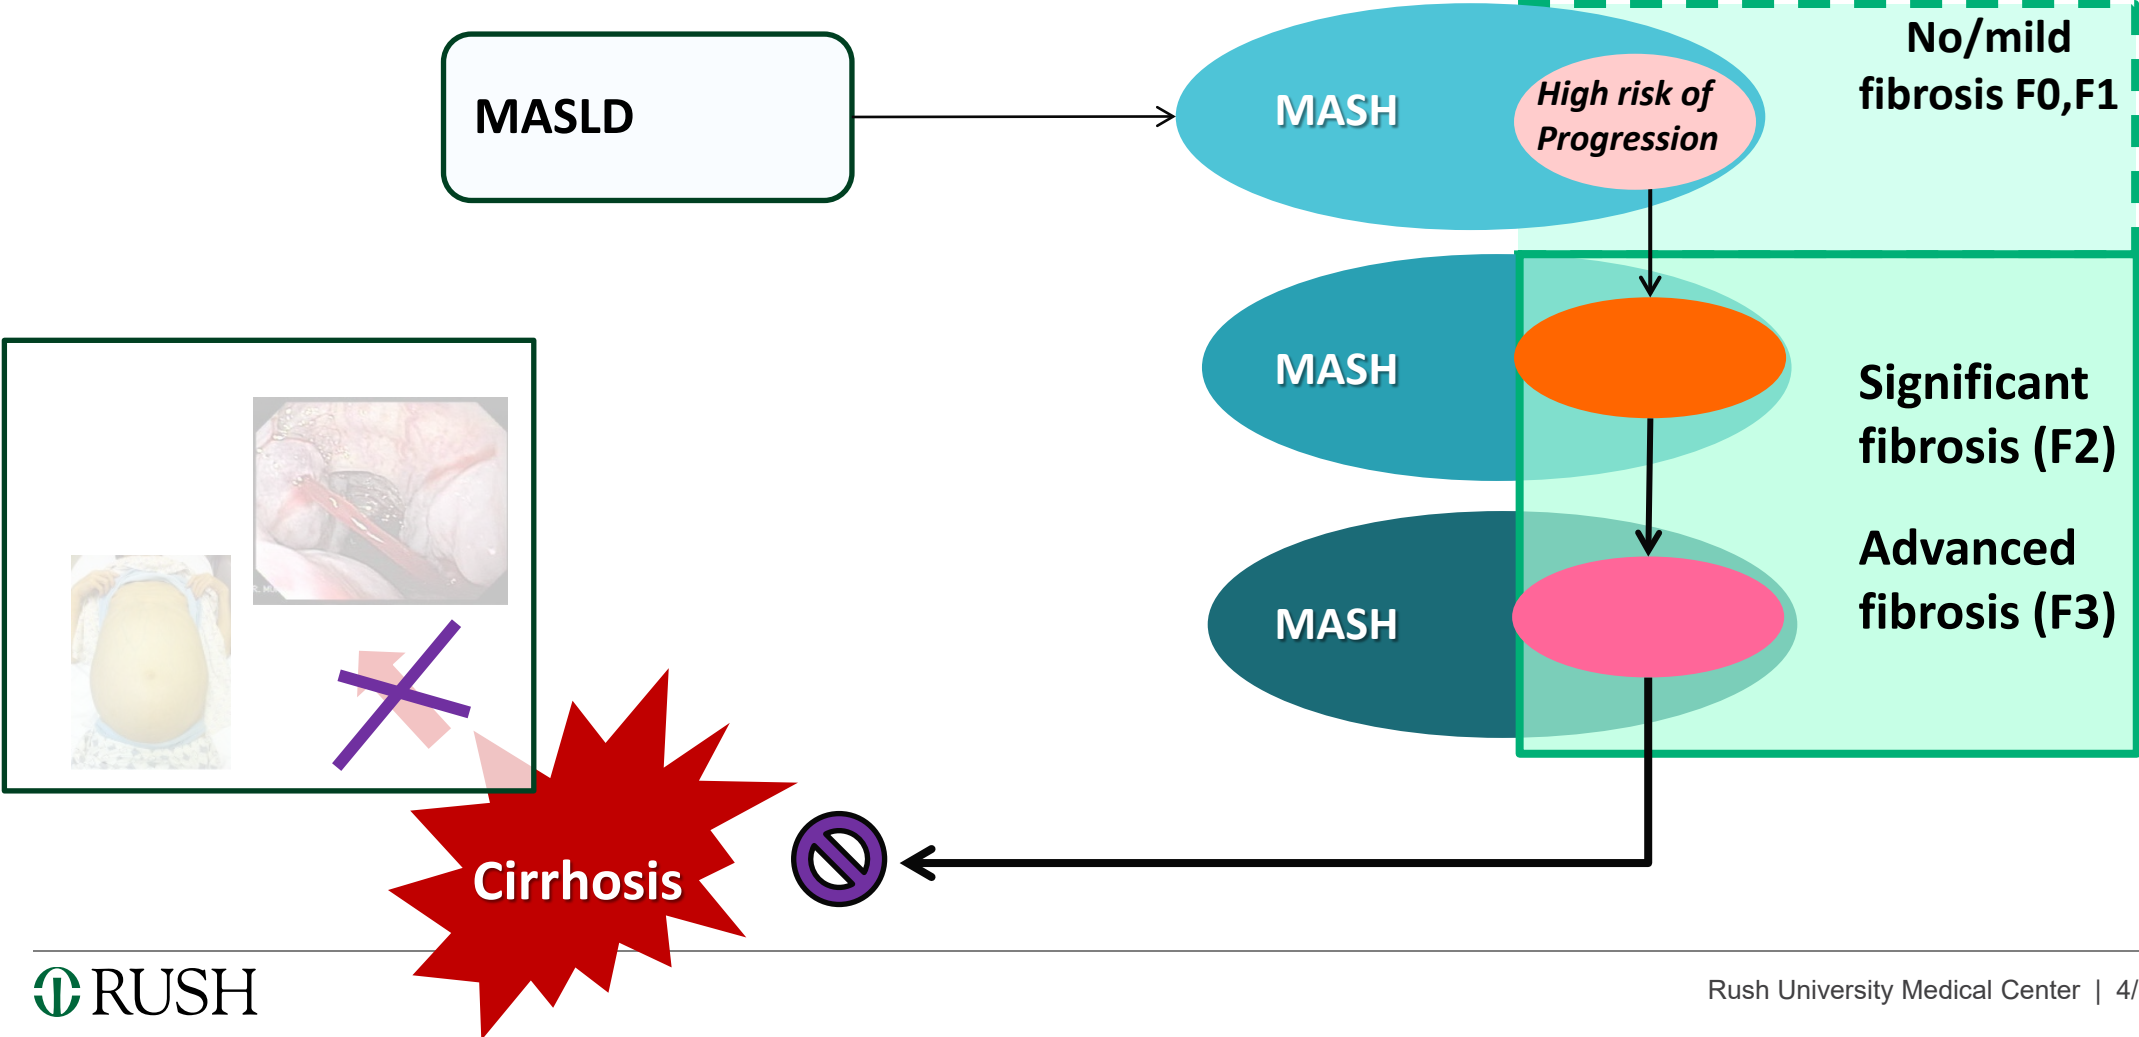 MASLD
MASH
High risk of
Progression
No/mild
fibrosis F0,F1
MASH
Significant
fibrosis (F2)
MASH
Advanced
fibrosis (F3)
Cirrhosis
RUSH
Rush University Medical Center | 4/